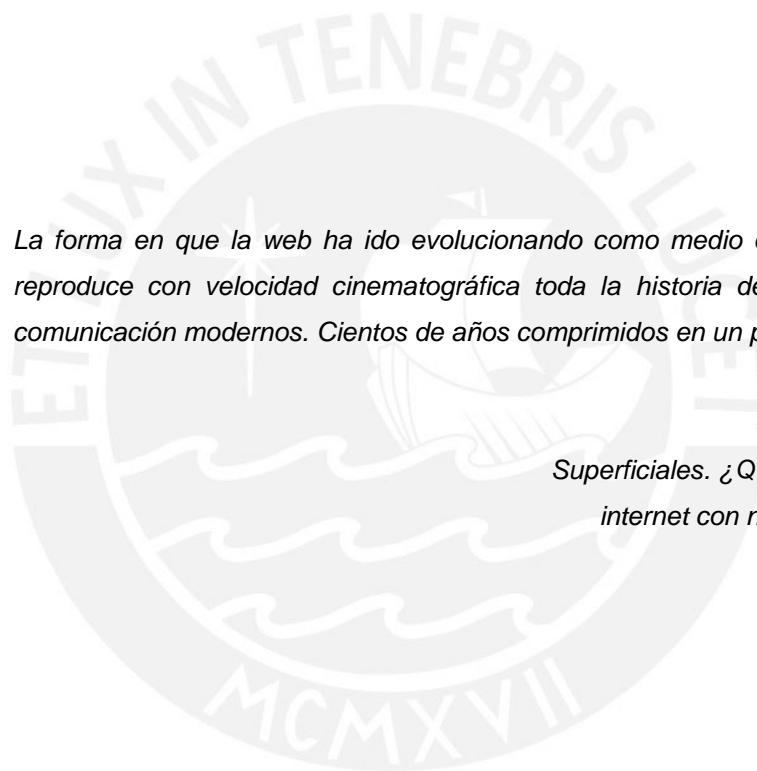 ET LUX IN TENEBRIS LUCET
La forma en que la web ha ido evolucionando como medio
reproduce con velocidad cinematográfica toda la historia
comunicación modernos. Cientos de años comprimidos en un
Superficiales.
internet con
MCMXVII